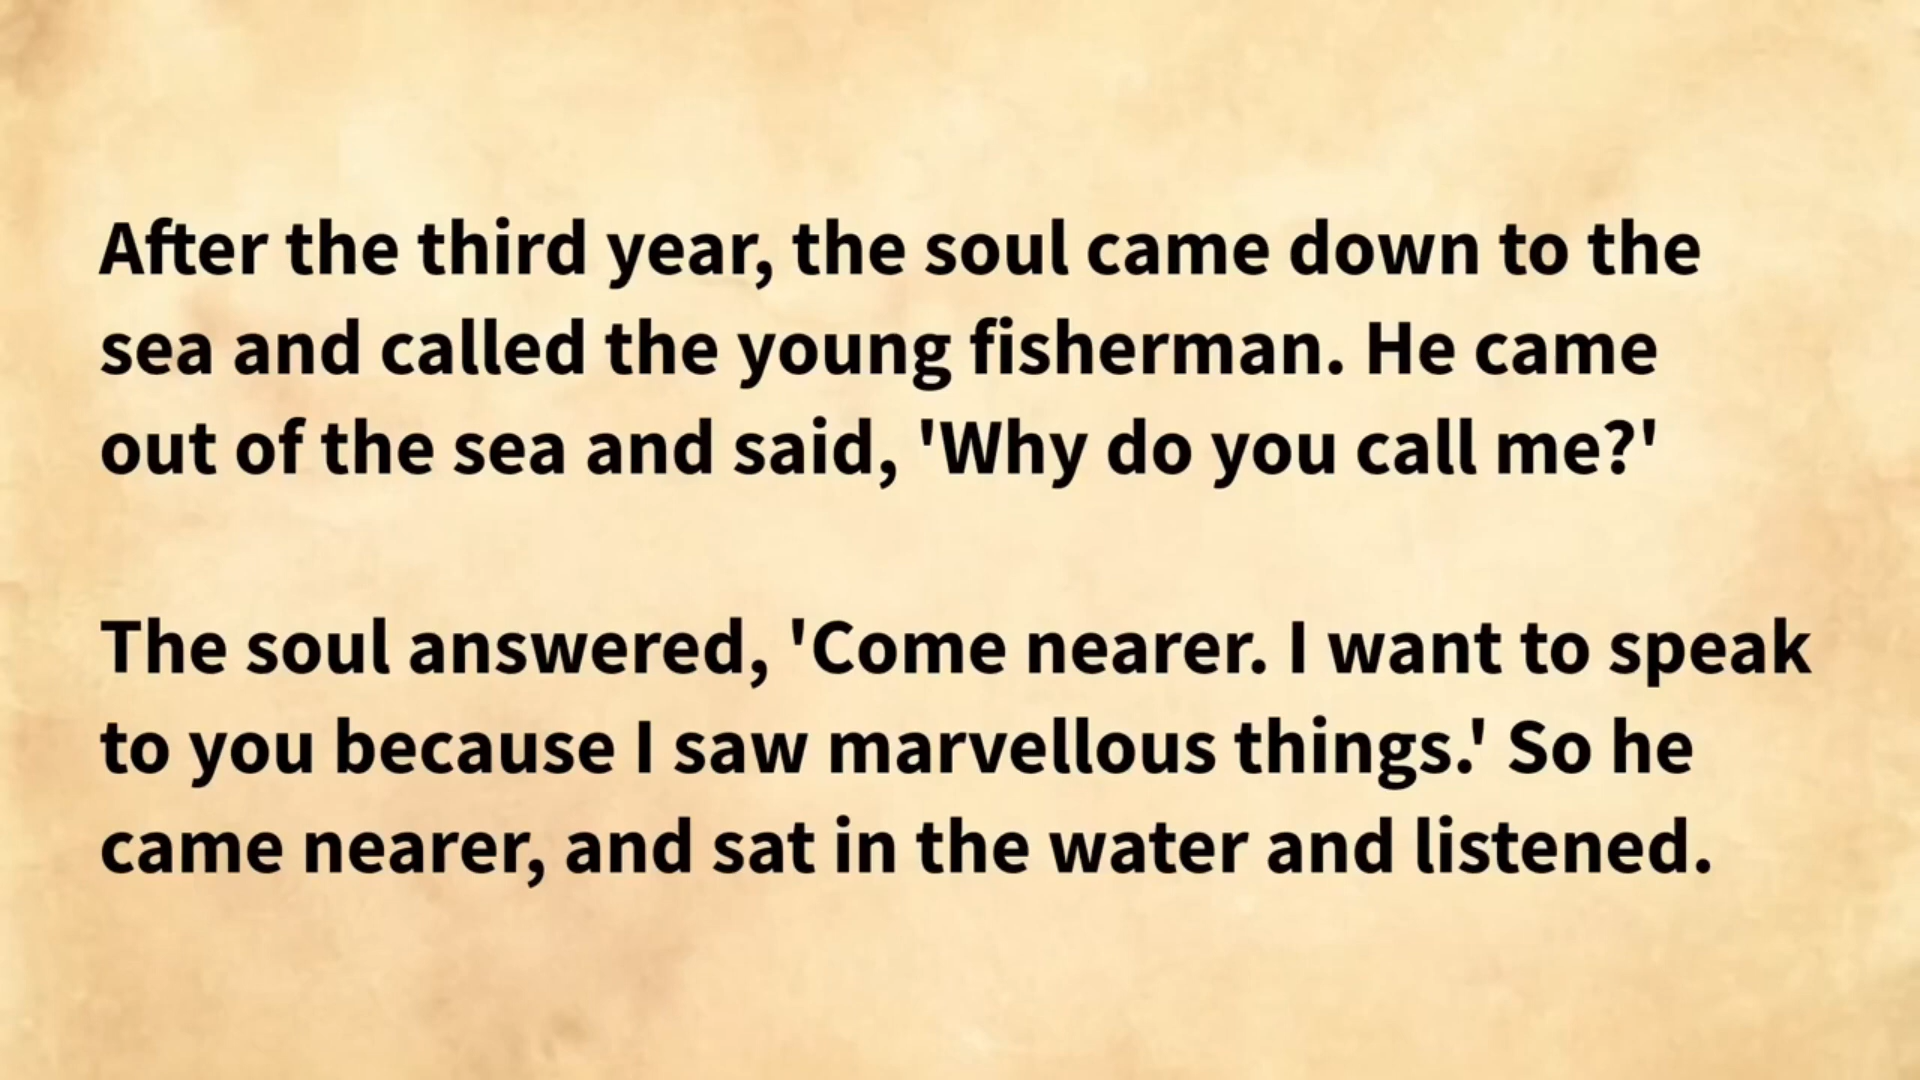 After the third year, the soul came down to the
sea and called the young fisherman. He came
out of the sea and said, 'Why do you call me?'
The soul answered, 'Come nearer. I want to speak
to you because I saw marvellous things.' So he
came nearer, and sat in the water and listened.